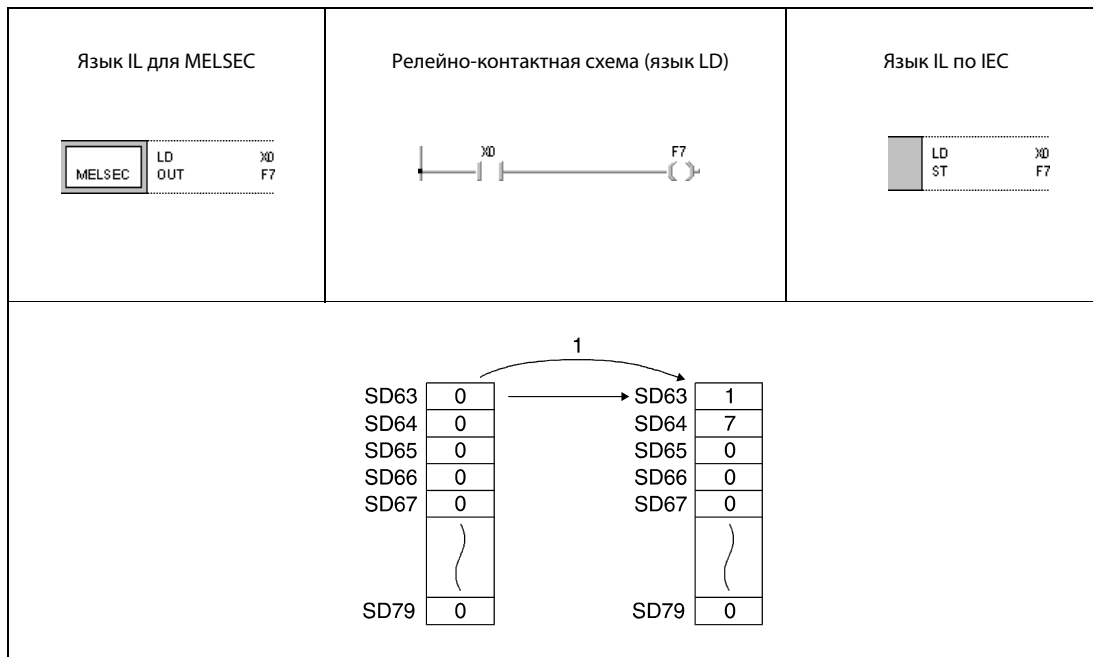 Язык IL для MELSEC
Релейно-контактная схема (язык LD)
Язык IL по IEC
MELSEC
LD X0
OUT F7
X0 F7
LD X0
ST F7
1
SD63 0 SD63 1
SD64 0 SD64 7
SD65 0 SD65 0
SD66 0 SD66 0
SD67 0 SD67 0
SD79 0 SD79 0